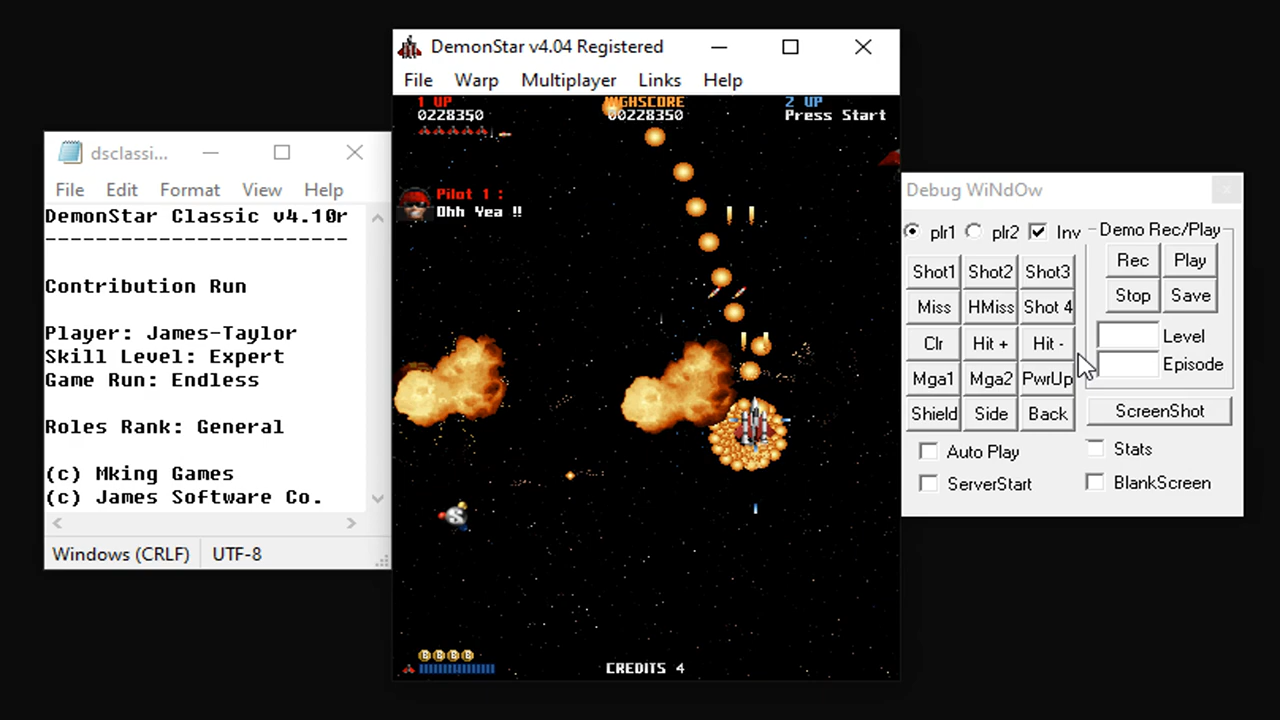 dsclassi...
File Edit Format View Help
DemonStar Classic v4.10r
------------------------
Contribution Run
Player: James-Taylor
Skill Level: Expert
Game Run: Endless
Roles Rank: General
(c) Mking Games
(c) James Software Co.
Windows (CRLF) UTF-8
DemonStar v4.04 Registered
File Warp Multiplayer Links Help
1 UP HIGHSCORE 2 UP
0228350 00228350 Press Start
Pilot 1 :
Ohh Yea !!
S
B B B B
CREDITS 4
Debug WiNdOw
plr1 plr2 Inv Demo Rec/Play
Shot1 Shot2 Shot3 Rec Play
Miss HMiss Shot 4 Stop Save
Clr Hit + Hit - Level
Mga1 Mga2 PwrUp Episode
Shield Side Back ScreenShot
Auto Play Stats
ServerStart BlankScreen